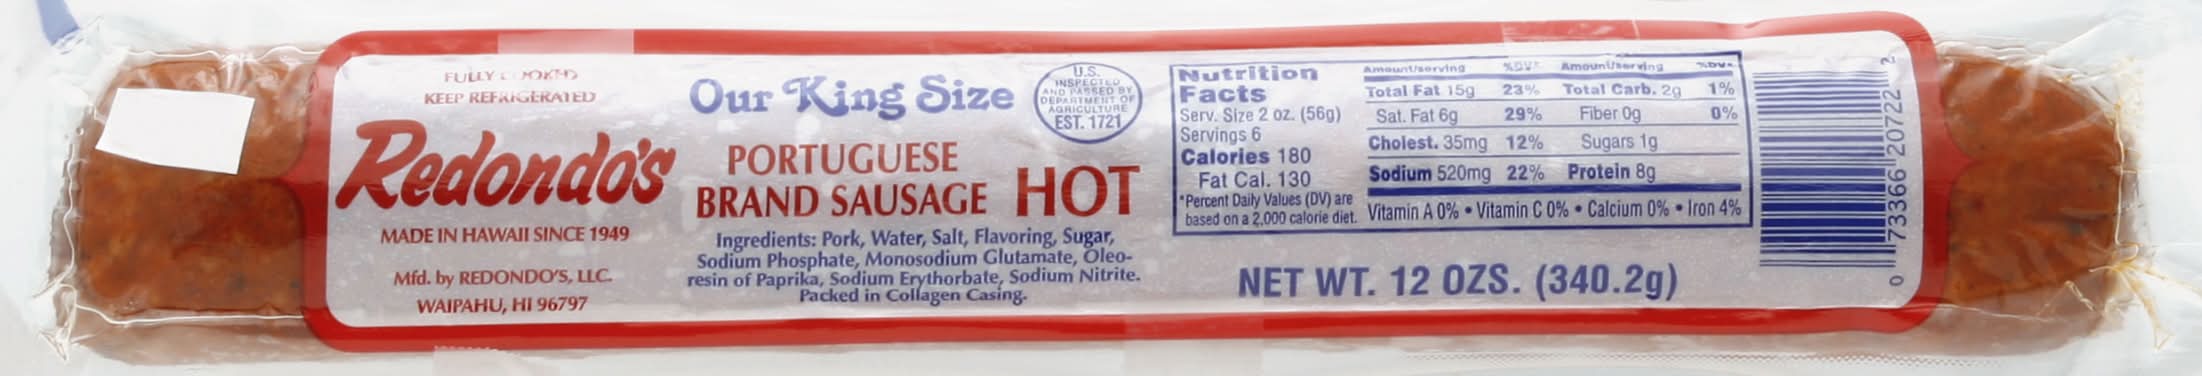 FULLY COOKED
KEEP REFRIGERATED
Redondo's
MADE IN HAWAII SINCE 1949
Mfd. by REDONDO'S, LLC.
WAIPAHU, HI 96797
Our King Size
U.S.
INSPECTED
AND PASSED BY
DEPARTMENT OF
AGRICULTURE
EST. 1721
PORTUGUESE
BRAND SAUSAGE HOT
Ingredients: Pork, Water, Salt, Flavoring, Sugar,
Sodium Phosphate, Monosodium Glutamate, Oleo-
resin of Paprika, Sodium Erythorbate, Sodium Nitrite.
Packed in Collagen Casing.
Nutrition
Facts
Serv. Size 2 oz. (56g)
Servings 6
Calories 180
Fat Cal. 130
*Percent Daily Values (DV) are
based on a 2,000 calorie diet.
Amount/serving %DV* Amount/serving %DV*
Total Fat 15g 23% Total Carb. 2g 1%
Sat. Fat 6g 29% Fiber 0g 0%
Cholest. 35mg 12% Sugars 1g
Sodium 520mg 22% Protein 8g
Vitamin A 0% • Vitamin C 0% • Calcium 0% • Iron 4%
NET WT. 12 OZS. (340.2g)
0 73366 20722 2